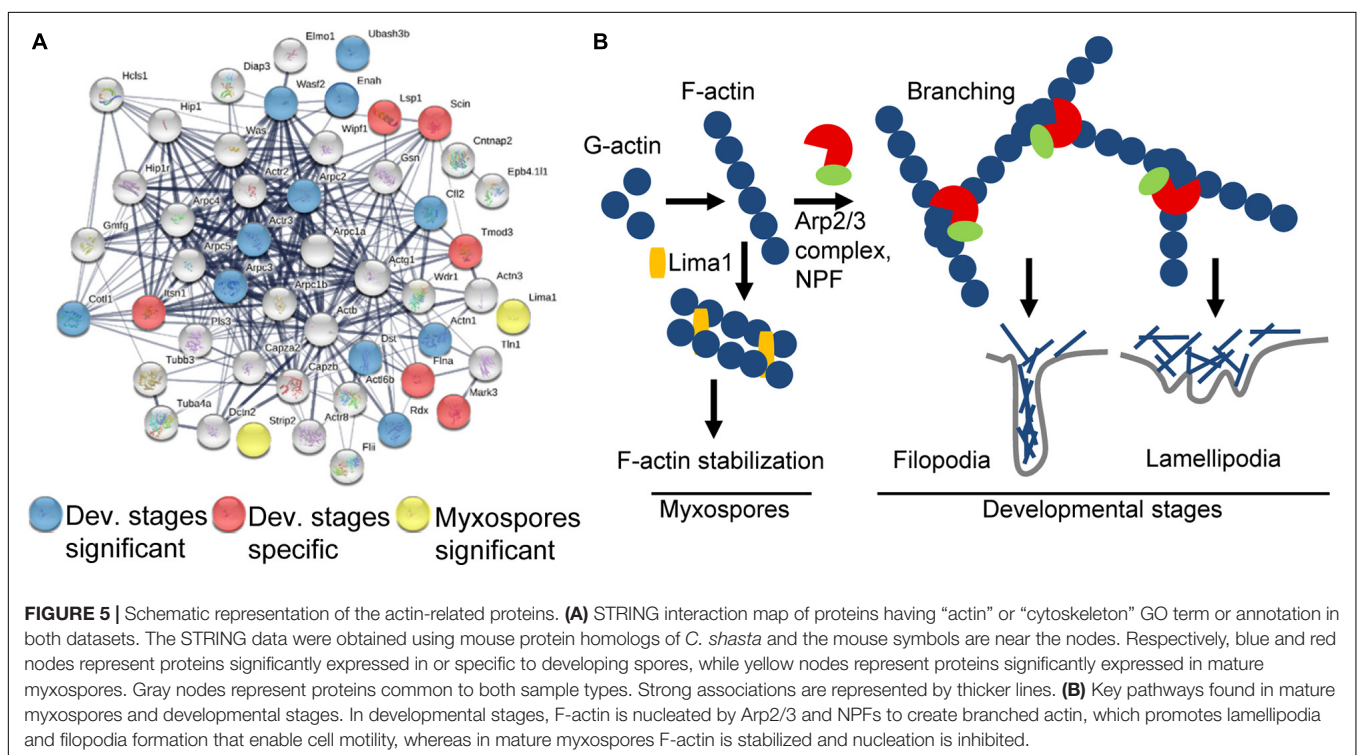 A
Elmo1
Ubash3b
Diap3
Wasf2
Enah
Hcls1
Hip1
Lsp1
Scin
Was
Wipf1
Cntnap2
Gsn
Hip1r
Actr2
Arpc2
Epb4.1l1
Arpc4
Cfl2
Gmfg
Actr3
Arpc5
Arpc1a
Tmod3
Actg1
Arpc3
Wdr1
Actn3
Cotl1
Itsn1
Arpc1b
Lima1
Pls3
Actb
Actn1
Tubb3
Capza2
Dst
Flna
Tln1
Capzb
Actl6b
Tuba4a
Rdx
Mark3
Dctn2
Strip2
Actr8
Flii
Dev. stages
significant
Dev. stages
specific
Myxospores
significant
B
F-actin
Branching
G-actin
Arp2/3
complex,
NPF
Lima1
F-actin stabilization
Myxospores
Filopodia
Lamellipodia
Developmental stages
FIGURE 5 | Schematic representation of the actin-related proteins. (A) STRING interaction map of proteins having “actin” or “cytoskeleton” GO term or annotation in
both datasets. The STRING data were obtained using mouse protein homologs of C. shasta and the mouse symbols are near the nodes. Respectively, blue and red
nodes represent proteins significantly expressed in or specific to developing spores, while yellow nodes represent proteins significantly expressed in mature
myxospores. Gray nodes represent proteins common to both sample types. Strong associations are represented by thicker lines. (B) Key pathways found in mature
myxospores and developmental stages. In developmental stages, F-actin is nucleated by Arp2/3 and NPFs to create branched actin, which promotes lamellipodia
and filopodia formation that enable cell motility, whereas in mature myxospores F-actin is stabilized and nucleation is inhibited.